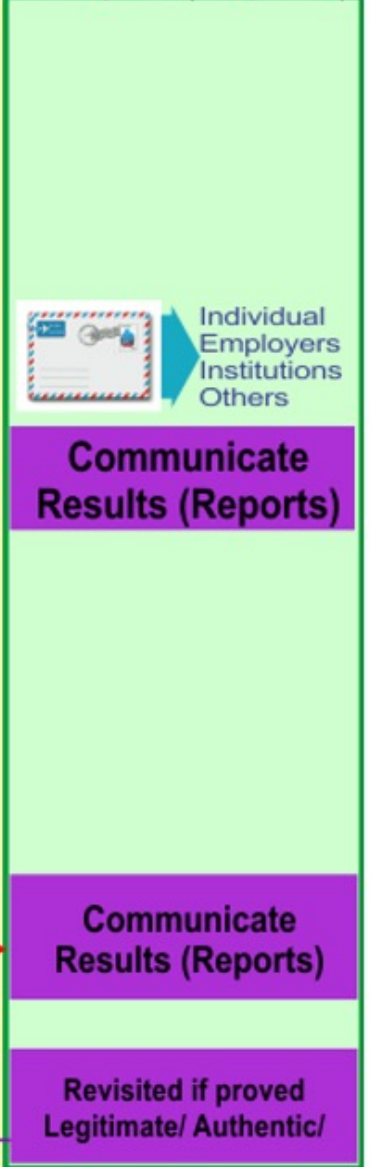 Individual
Employers
Institutions
Others
Communicate
Results (Reports)
Communicate
Results (Reports)
Revisited if proved
Legitimate/ Authentic/